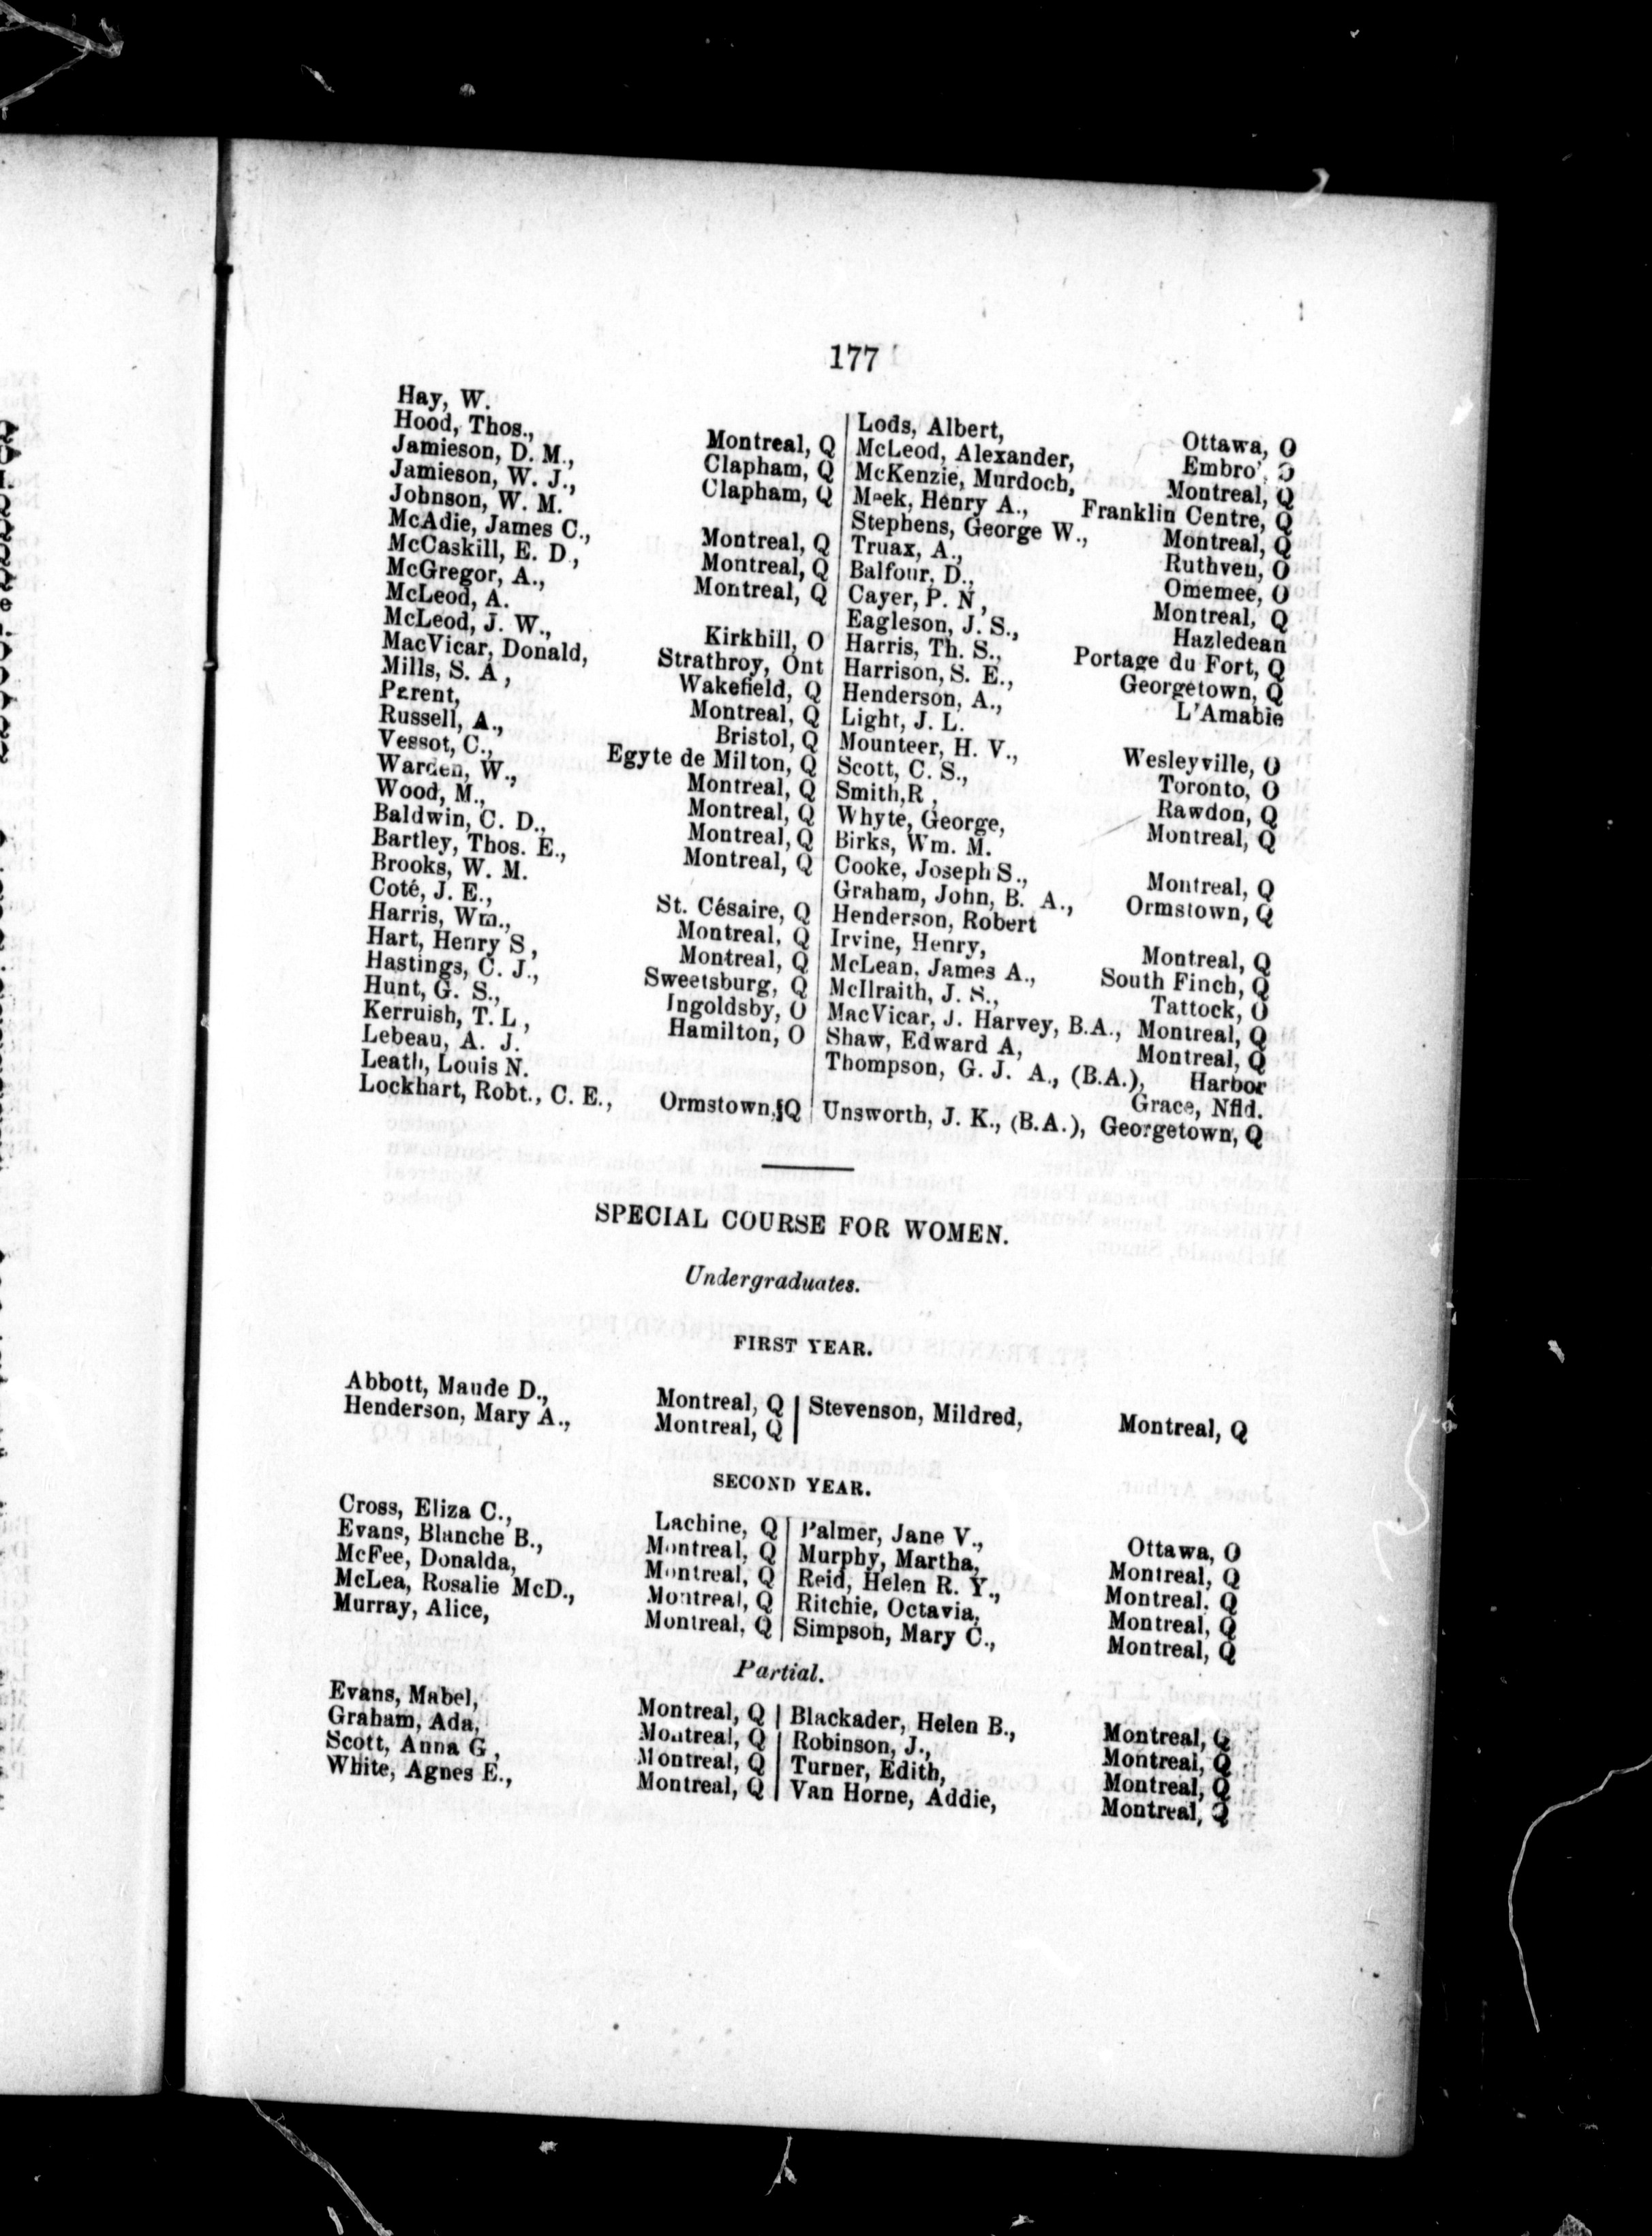 177
Hay, W.
Hood, Thos., Montreal, Q
Jamieson, D. M., Clapham, Q
Jamieson, W. J., Clapham, Q
Johnson, W. M.
McAdie, James C., Montreal, Q
McCaskill, E. D., Montreal, Q
McGregor, A., Montreal, Q
McLeod, A.
McLeod, J. W., Kirkhill, O
MacVicar, Donald, Strathroy, Ont
Mills, S. A, Wakefield, Q
Parent, Montreal, Q
Russell, A., Bristol, Q
Vessot, C., Egyte de Milton, Q
Warden, W., Montreal, Q
Wood, M., Montreal, Q
Baldwin, C. D., Montreal, Q
Bartley, Thos. E., Montreal, Q
Brooks, W. M.
Coté, J. E., St. Césaire, Q
Harris, Wm., Montreal, Q
Hart, Henry S, Montreal, Q
Hastings, C. J., Sweetsburg, Q
Hunt, G. S., Ingoldsby, O
Kerruish, T. L, Hamilton, O
Lebeau, A. J.
Leath, Louis N.
Lockhart, Robt., C. E., Ormstown, Q
Lods, Albert, Ottawa, O
McLeod, Alexander, Embro', O
McKenzie, Murdoch, Montreal, Q
Meek, Henry A., Franklin Centre, Q
Stephens, George W., Montreal, Q
Truax, A., Ruthven, O
Balfour, D., Omemee, O
Cayer, P. N, Montreal, Q
Eagleson, J. S., Hazledean
Harris, Th. S., Portage du Fort, Q
Harrison, S. E., Georgetown, Q
Henderson, A., L'Amabie
Light, J. L.
Mounteer, H. V., Wesleyville, O
Scott, C. S., Toronto, O
Smith,R, Rawdon, Q
Whyte, George, Montreal, Q
Birks, Wm. M.
Cooke, Joseph S., Montreal, Q
Graham, John, B. A., Ormstown, Q
Henderson, Robert
Irvine, Henry, Montreal, Q
McLean, James A., South Finch, Q
McIlraith, J. S., Tattock, O
MacVicar, J. Harvey, B.A., Montreal, Q
Shaw, Edward A, Montreal, Q
Thompson, G. J. A., (B.A.), Harbor
Grace, Nfld.
Unsworth, J. K., (B.A.), Georgetown, Q
SPECIAL COURSE FOR WOMEN.
Undergraduates.
FIRST YEAR.
Abbott, Maude D., Montreal, Q
Henderson, Mary A., Montreal, Q
Stevenson, Mildred, Montreal, Q
SECOND YEAR.
Cross, Eliza C., Lachine, Q
Evans, Blanche B., Montreal, Q
McFee, Donalda, Montreal, Q
McLea, Rosalie McD., Montreal, Q
Murray, Alice, Montreal, Q
Palmer, Jane V., Ottawa, O
Murphy, Martha, Montreal, Q
Reid, Helen R. Y., Montreal, Q
Ritchie, Octavia, Montreal, Q
Simpson, Mary C., Montreal, Q
Partial.
Evans, Mabel, Montreal, Q
Graham, Ada, Montreal, Q
Scott, Anna G, Montreal, Q
White, Agnes E., Montreal, Q
Blackader, Helen B., Montreal, Q
Robinson, J., Montreal, Q
Turner, Edith, Montreal, Q
Van Horne, Addie, Montreal, Q